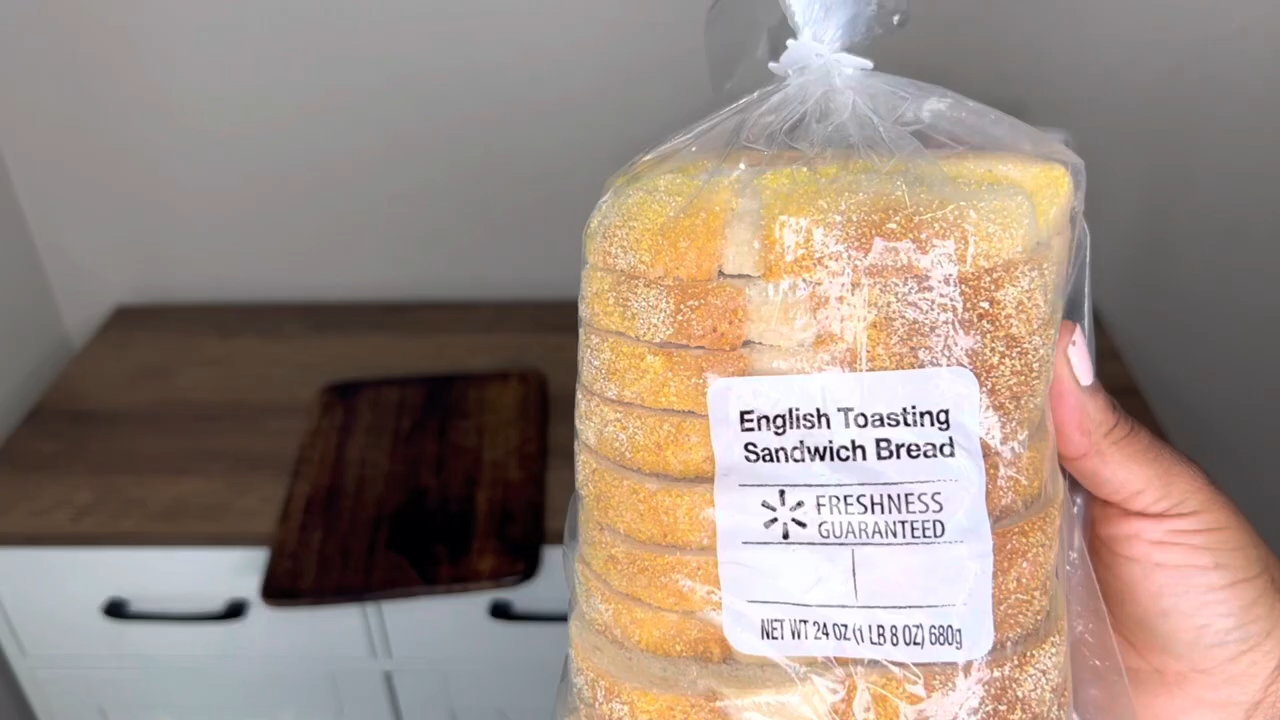 English Toasting
Sandwich Bread
FRESHNESS
GUARANTEED
NET WT 24 OZ (1 LB 8 OZ) 680g